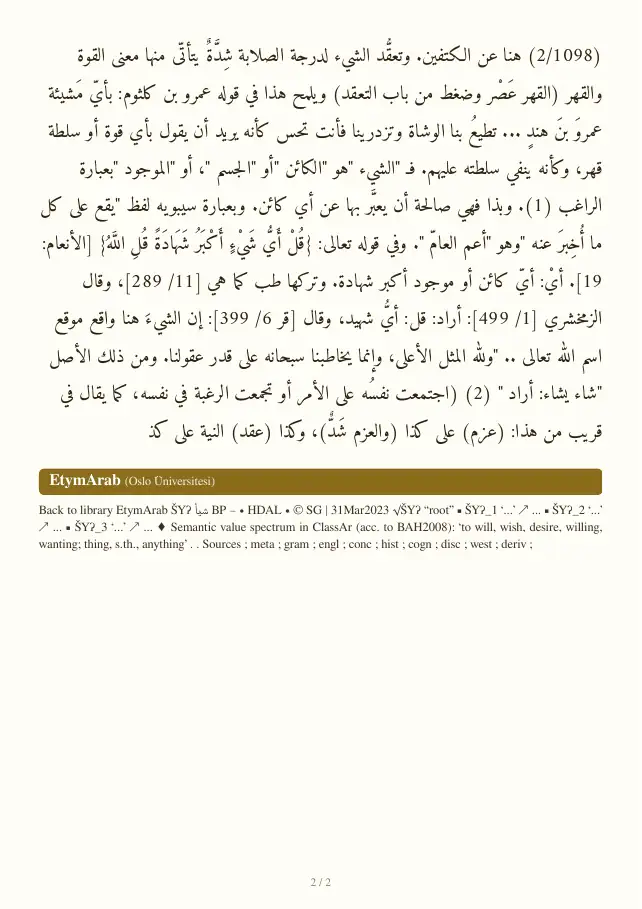 (2/1098) هنا عن الكتفين. وتعقُّد الشيء لدرجة الصلابة شِدَّةٌ يتأتّى منها معنى القوة
والقهر (القهر عَصْر وضغط من باب التعقد) ويلمح هذا في قوله عمرو بن كلثوم: بأيّ مَشيئة
عمروَ بنَ هندٍ ... تطيعُ بنا الوشاة وتزدرينا فأنت تحس كأنه يريد أن يقول بأي قوة أو سلطة
قهر، وكأنه ينفي سلطته عليهم. فـ "الشيء "هو "الكائن "أو "الجسم "، أو "الموجود "بعبارة
الراغب (1). وبذا فهي صالحة أن يعبَّر بها عن أي كائن. وبعبارة سيبويه لفظ "يقع على كل
ما أُخبِرَ عنه "وهو "أعم العامّ ". وفي قوله تعالى: {قُلْ أَيُّ شَيْءٍ أَكْبَرُ شَهَادَةً قُلِ اللَّهُ} [الأنعام:
19]. أيْ: أيّ كائن أو موجود أكبر شهادة. وتركها طب كما هي [11/ 289]، وقال
الزمخشري [1/ 499]: أراد: قل: أيُّ شهيد، وقال [قر 6/ 399]: إن الشيءَ هنا واقع موقع
اسم الله تعالى .. "ولله المثل الأعلى، وإنما يخاطبنا سبحانه على قدر عقولنا. ومن ذلك الأصل
"شاء يشاء: أراد " (2) (اجتمعت نفسُه على الأمر أو تجمعت الرغبة في نفسه، كما يقال في
قريب من هذا: (عزم) على كذا (والعزم شَدٌّ)، وكذا (عقد) النية على كذ
EtymArab (Oslo Üniversitesi)
Back to library EtymArab ŠYʔ شيأ BP – • HDAL • © SG | 31Mar2023 √ŠYʔ “root” ▪ ŠYʔ_1 ‘...’ ↗ ... ▪ ŠYʔ_2 ‘...’
↗ ... ▪ ŠYʔ_3 ‘...’ ↗ ... ♦ Semantic value spectrum in ClassAr (acc. to BAH2008): ‘to will, wish, desire, willing,
wanting; thing, s.th., anything’ . . Sources ; meta ; gram ; engl ; conc ; hist ; cogn ; disc ; west ; deriv ;
2 / 2